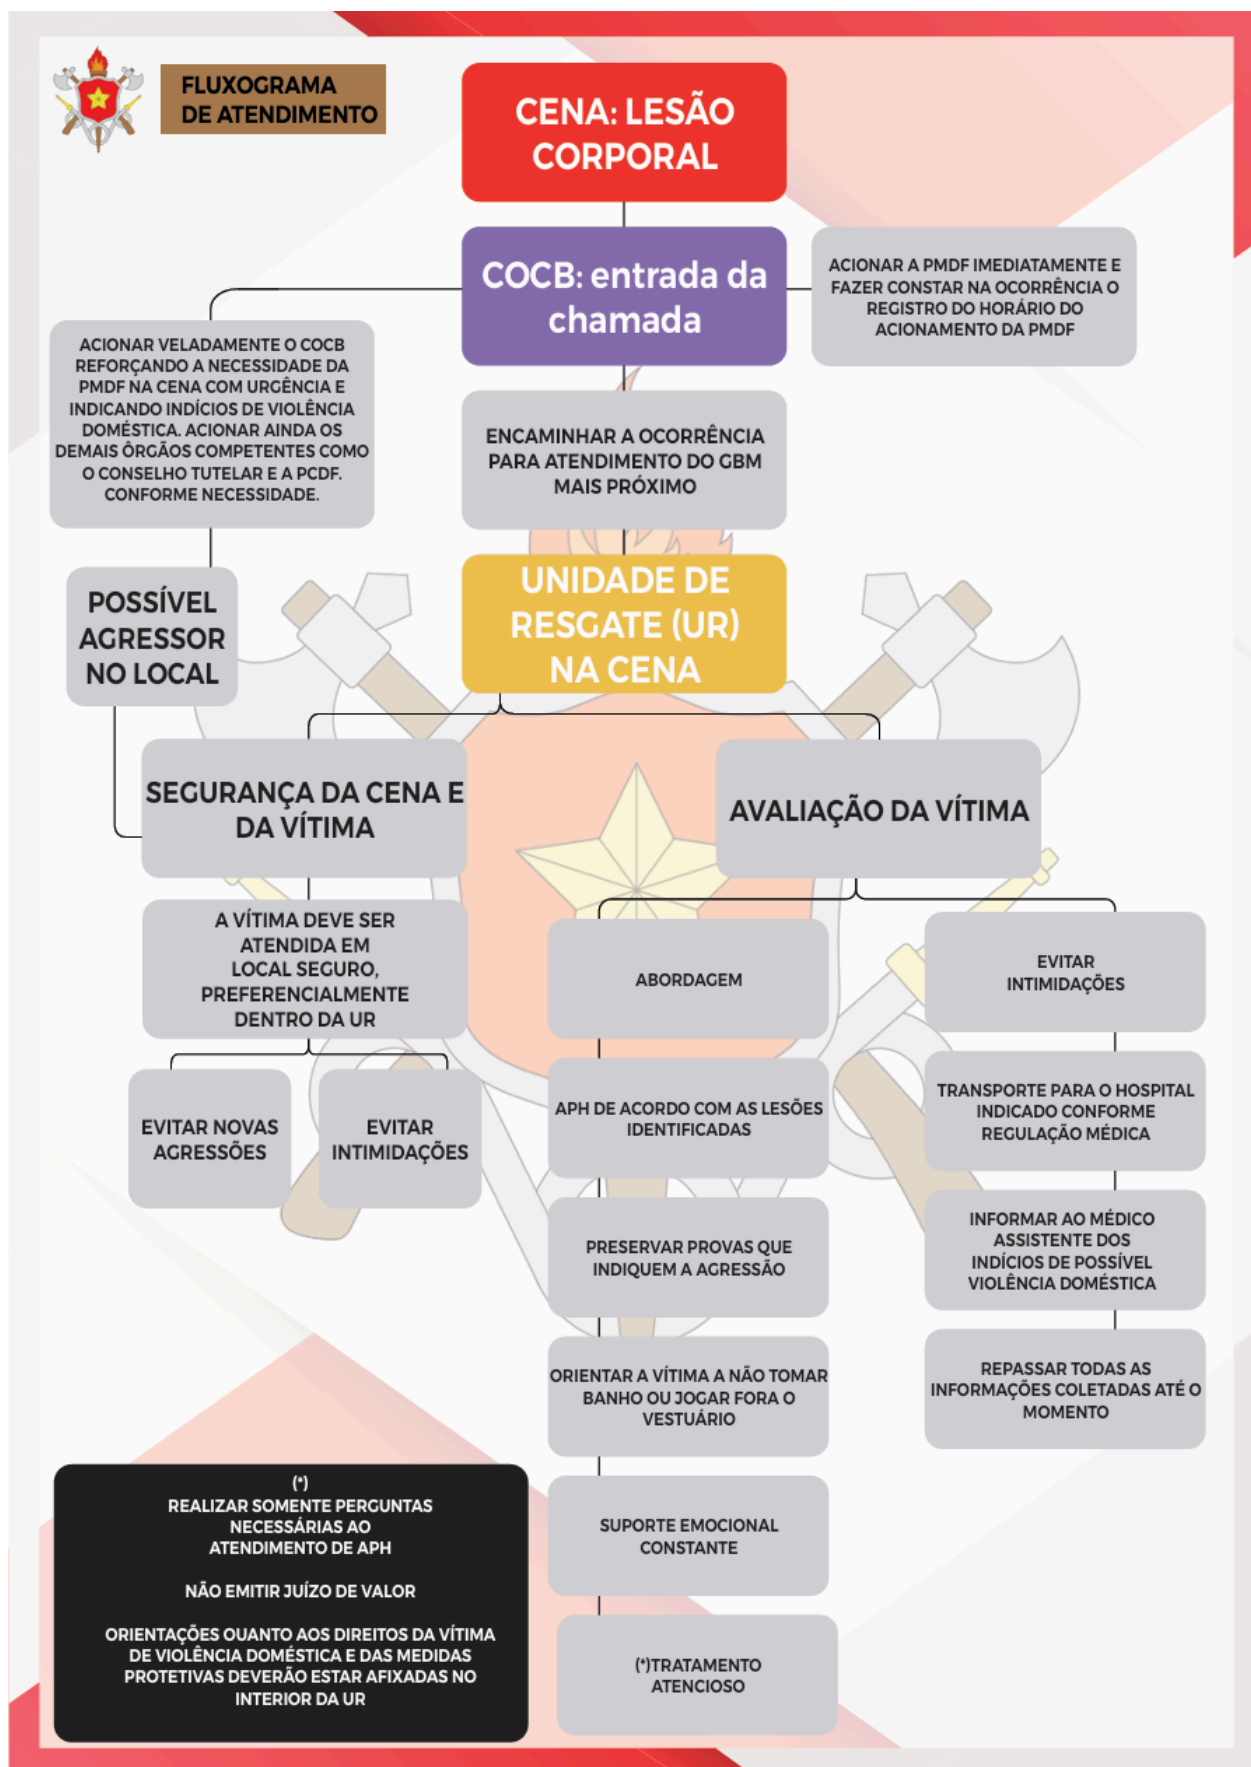 FLUXOGRAMA
DE ATENDIMENTO
CENA: LESÃO
CORPORAL
COCB: entrada da
chamada
ACIONAR A PMDF IMEDIATAMENTE E
FAZER CONSTAR NA OCORRÊNCIA O
REGISTRO DO HORÁRIO DO
ACIONAMENTO DA PMDF
ACIONAR VELADAMENTE O COCB
REFORÇANDO A NECESSIDADE DA
PMDF NA CENA COM URGÊNCIA E
INDICANDO INDÍCIOS DE VIOLÊNCIA
DOMÉSTICA. ACIONAR AINDA OS
DEMAIS ÔRGÃOS COMPETENTES COMO
O CONSELHO TUTELAR E A PCDF.
CONFORME NECESSIDADE.
ENCAMINHAR A OCORRÊNCIA
PARA ATENDIMENTO DO GBM
MAIS PRÓXIMO
POSSÍVEL
AGRESSOR
NO LOCAL
UNIDADE DE
RESGATE (UR)
NA CENA
SEGURANÇA DA CENA E
DA VÍTIMA
AVALIAÇÃO DA VÍTIMA
A VÍTIMA DEVE SER
ATENDIDA EM
LOCAL SEGURO,
PREFERENCIALMENTE
DENTRO DA UR
EVITAR NOVAS
AGRESSÕES
EVITAR
INTIMIDAÇÕES
ABORDAGEM
APH DE ACORDO COM AS LESÕES
IDENTIFICADAS
PRESERVAR PROVAS QUE
INDIQUEM A AGRESSÃO
ORIENTAR A VÍTIMA A NÃO TOMAR
BANHO OU JOGAR FORA O
VESTUÁRIO
SUPORTE EMOCIONAL
CONSTANTE
(*)TRATAMENTO
ATENCIOSO
EVITAR
INTIMIDAÇÕES
TRANSPORTE PARA O HOSPITAL
INDICADO CONFORME
REGULAÇÃO MÉDICA
INFORMAR AO MÉDICO
ASSISTENTE DOS
INDÍCIOS DE POSSÍVEL
VIOLÊNCIA DOMÉSTICA
REPASSAR TODAS AS
INFORMAÇÕES COLETADAS ATÉ O
MOMENTO
(*)
REALIZAR SOMENTE PERGUNTAS
NECESSÁRIAS AO
ATENDIMENTO DE APH
NÃO EMITIR JUÍZO DE VALOR
ORIENTAÇÕES OUANTO AOS DIREITOS DA VÍTIMA
DE VIOLÊNCIA DOMÉSTICA E DAS MEDIDAS
PROTETIVAS DEVERÃO ESTAR AFIXADAS NO
INTERIOR DA UR